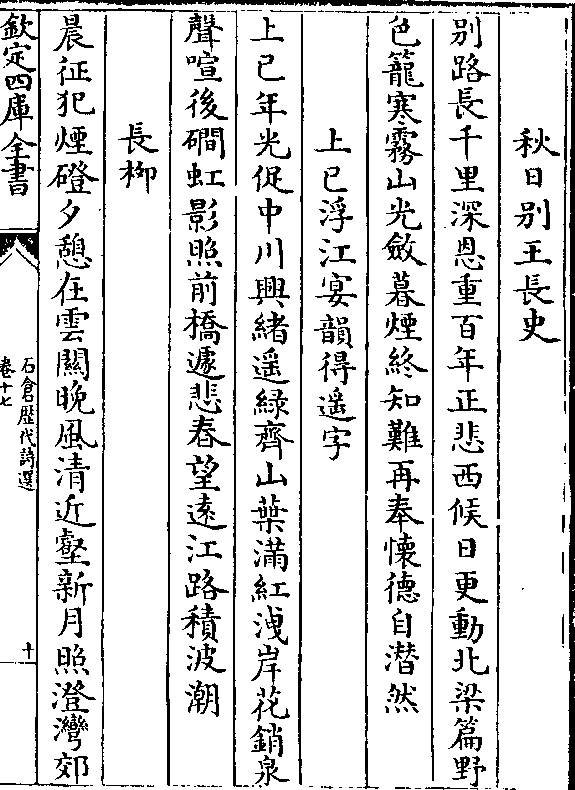 秋日别王長史
别路長千里深恩重百年正悲西候日更動北梁篇野
色籠寒霧山光斂暮煙終知難再奉懐德自潸然
上巳浮江宴韻得遥字
上巳年光促中川興緒遥緑齊山葉滿紅洩岸花銷泉
聲喧後磵虹影照前橋遽悲春望逺江路積波潮
長柳
晨征犯煙磴夕憩在雲關晩風清近壑新月照澄灣郊
欽定四庫全書
石倉歴代詩選
卷十七
十